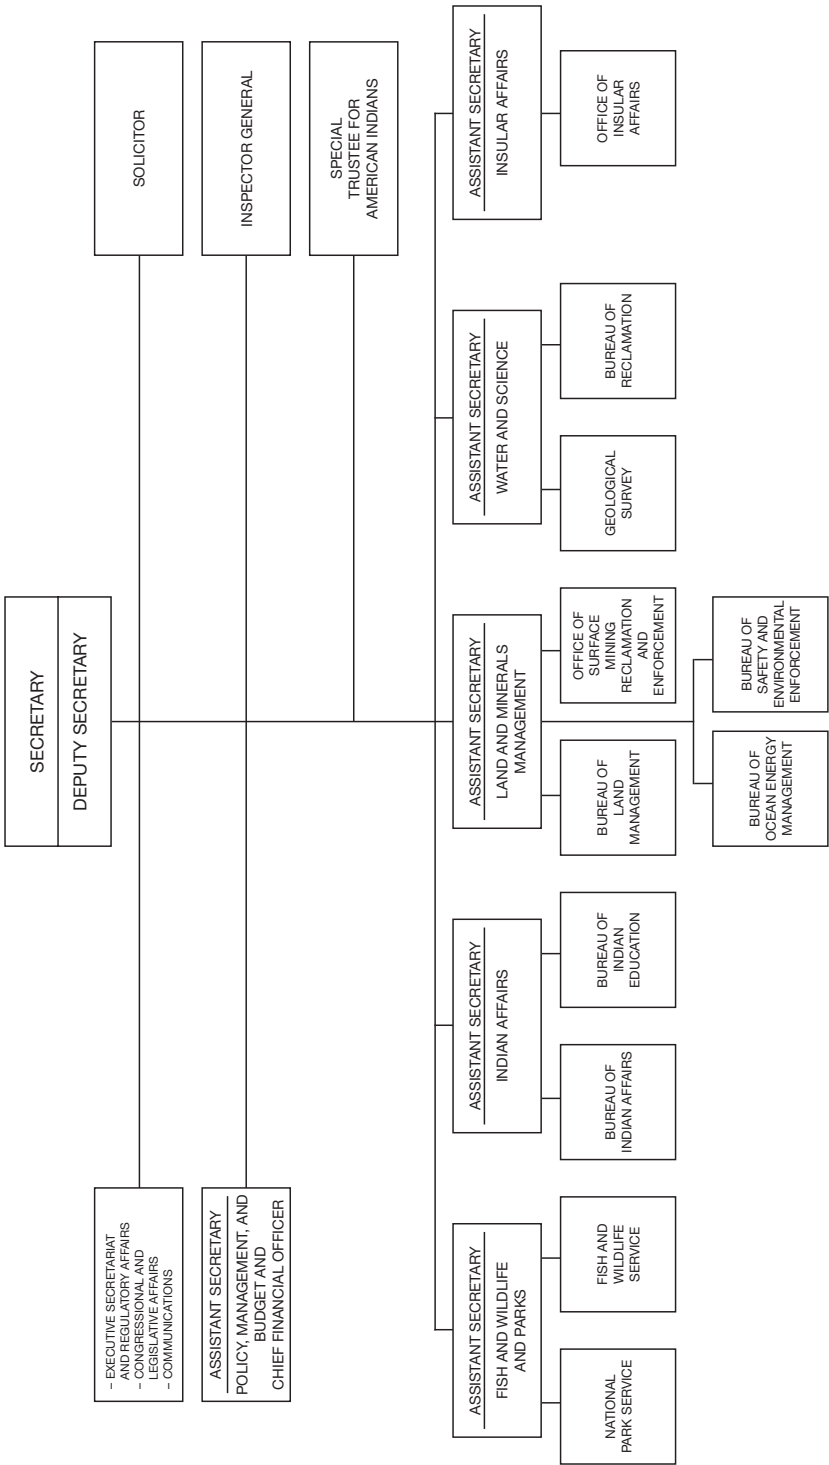 SECRETARY
DEPUTY SECRETARY
– EXECUTIVE SECRETARIAT
AND REGULATORY AFFAIRS
– CONGRESSIONAL AND
LEGISLATIVE AFFAIRS
– COMMUNICATIONS
SOLICITOR
ASSISTANT SECRETARY
POLICY, MANAGEMENT, AND
BUDGET AND
CHIEF FINANCIAL OFFICER
INSPECTOR GENERAL
SPECIAL
TRUSTEE FOR
AMERICAN INDIANS
ASSISTANT SECRETARY
FISH AND WILDLIFE
AND PARKS
ASSISTANT SECRETARY
INDIAN AFFAIRS
ASSISTANT SECRETARY
LAND AND MINERALS
MANAGEMENT
ASSISTANT SECRETARY
WATER AND SCIENCE
ASSISTANT SECRETARY
INSULAR AFFAIRS
NATIONAL
PARK SERVICE
FISH AND
WILDLIFE
SERVICE
BUREAU OF
INDIAN AFFAIRS
BUREAU OF
INDIAN
EDUCATION
BUREAU OF
LAND
MANAGEMENT
OFFICE OF
SURFACE
MINING
RECLAMATION
AND
ENFORCEMENT
GEOLOGICAL
SURVEY
BUREAU OF
RECLAMATION
OFFICE OF
INSULAR
AFFAIRS
BUREAU OF
OCEAN ENERGY
MANAGEMENT
BUREAU OF
SAFETY AND
ENVIRONMENTAL
ENFORCEMENT